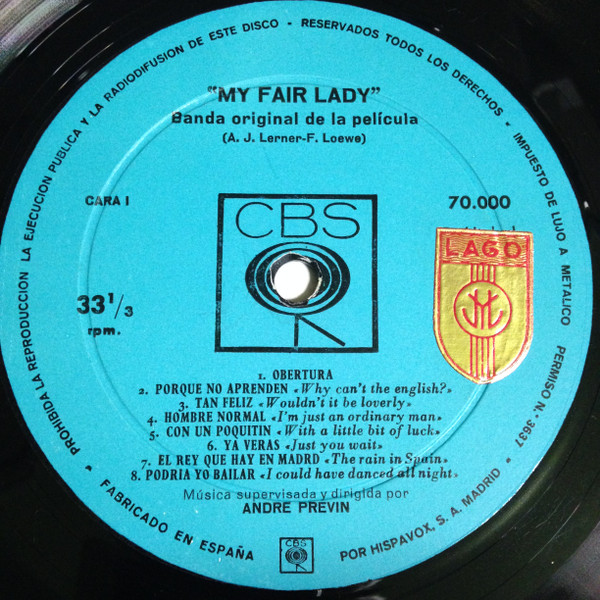 PROHIBIDA LA REPRODUCCION LA EJECUCION PUBLICA Y LA RADIODIFUSION DE ESTE DISCO - RESERVADOS TODOS LOS DERECHOS - IMPUESTO DE LUJO A METALICO PERMISO N.º 3637
"MY FAIR LADY"
Banda original de la película
(A. J. Lerner-F. Loewe)
CARA I
70.000
CBS
LAGO
33 1/3
rpm.
1. OBERTURA
2. PORQUE NO APRENDEN «Why can't the english?»
3. TAN FELIZ «Wouldn't it be loverly»
4. HOMBRE NORMAL «I'm just an ordinary man»
5- CON UN POQUITIN «With a little bit of luck»
6. YA VERAS «Just you wait»
7. EL REY QUE HAY EN MADRD «The rain in Spain»
8. PODRIA YO BAILAR «I could have danced all night»
Música supervisada y dirigida por
ANDRE PREVIN
CBS
FABRICADO EN ESPAÑA
POR HISPAVOX, S. A. MADRID